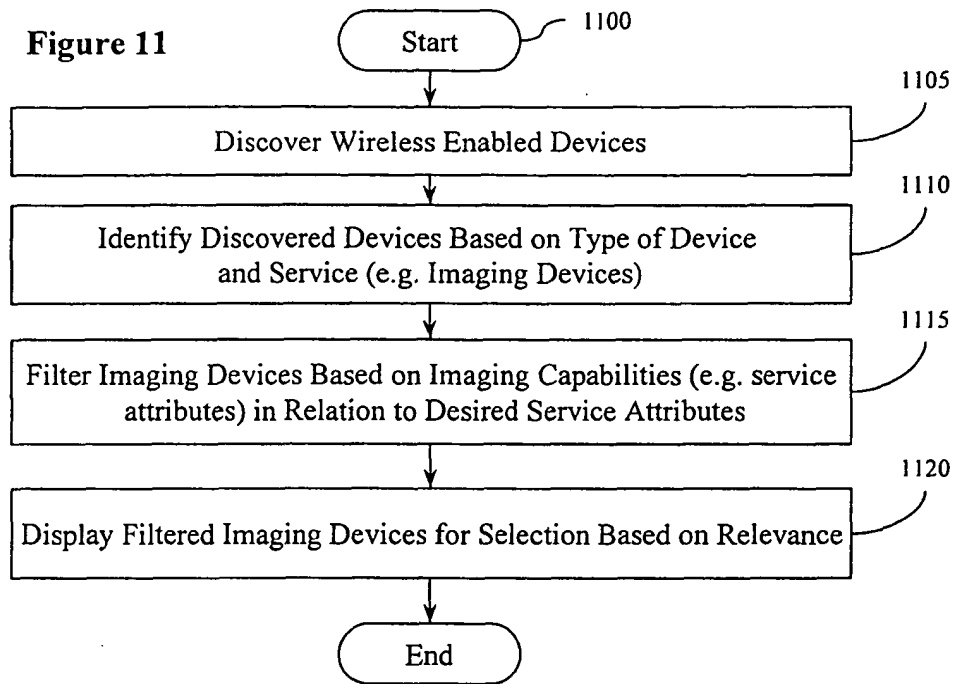 Figure 11
Start
1100
1105
Discover Wireless Enabled Devices
1110
Identify Discovered Devices Based on Type of Device
and Service (e.g. Imaging Devices)
1115
Filter Imaging Devices Based on Imaging Capabilities (e.g. service
attributes) in Relation to Desired Service Attributes
1120
Display Filtered Imaging Devices for Selection Based on Relevance
End